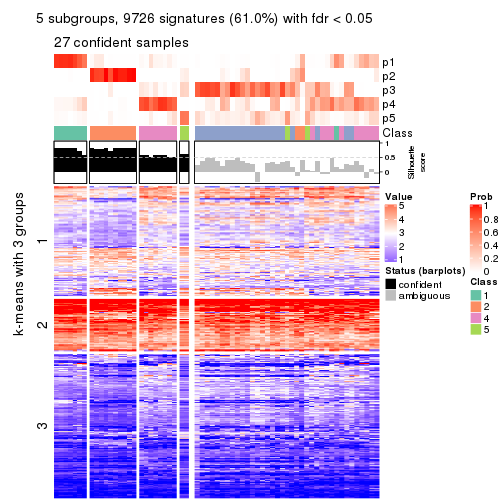 5 subgroups, 9726 signatures (61.0%) with fdr < 0.05
27 confident samples
p1
p2
p3
p4
p5
Class
1
0.5
0
Silhouette
score
k-means with 3 groups
1
2
3
Value
5
4
3
2
1
Status (barplots)
confident
ambiguous
Prob
1
0.8
0.6
0.4
0.2
0
Class
1
2
4
5